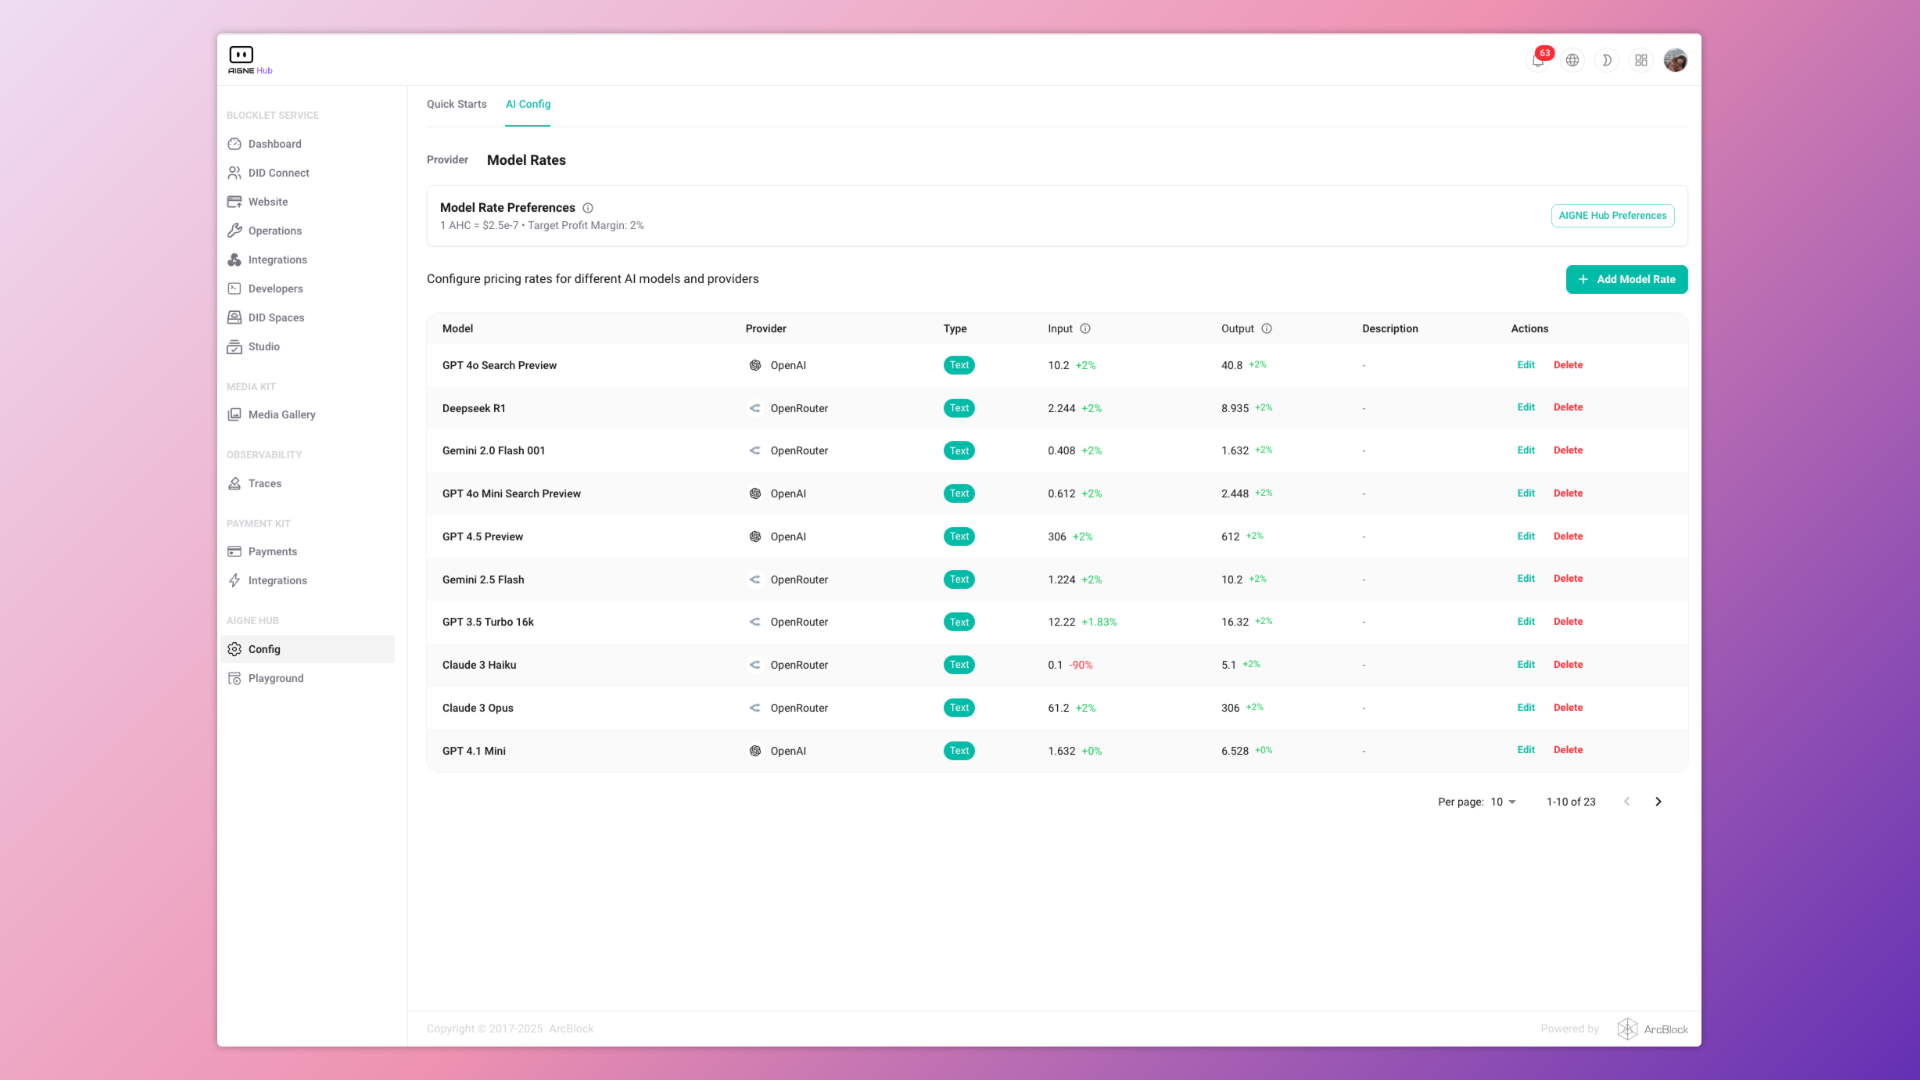 AIGNE Hub
63
BLOCKLET SERVICE
Dashboard
DID Connect
Website
Operations
Integrations
Developers
DID Spaces
Studio
MEDIA KIT
Media Gallery
OBSERVABILITY
Traces
PAYMENT KIT
Payments
Integrations
AIGNE HUB
Config
Playground
Quick Starts AI Config
Provider Model Rates
Model Rate Preferences
1 AHC = $2.5e-7 • Target Profit Margin: 2%
AIGNE Hub Preferences
Configure pricing rates for different AI models and providers
+ Add Model Rate
Model Provider Type Input Output Description Actions
GPT 4o Search Preview OpenAI Text 10.2 +2% 40.8 +2% - Edit Delete
Deepseek R1 OpenRouter Text 2.244 +2% 8.935 +2% - Edit Delete
Gemini 2.0 Flash 001 OpenRouter Text 0.408 +2% 1.632 +2% - Edit Delete
GPT 4o Mini Search Preview OpenAI Text 0.612 +2% 2.448 +2% - Edit Delete
GPT 4.5 Preview OpenAI Text 306 +2% 612 +2% - Edit Delete
Gemini 2.5 Flash OpenRouter Text 1.224 +2% 10.2 +2% - Edit Delete
GPT 3.5 Turbo 16k OpenRouter Text 12.22 +1.83% 16.32 +2% - Edit Delete
Claude 3 Haiku OpenRouter Text 0.1 -90% 5.1 +2% - Edit Delete
Claude 3 Opus OpenRouter Text 61.2 +2% 306 +2% - Edit Delete
GPT 4.1 Mini OpenAI Text 1.632 +0% 6.528 +0% - Edit Delete
Per page: 10 1-10 of 23
Copyright © 2017-2025 ArcBlock
Powered by ArcBlock